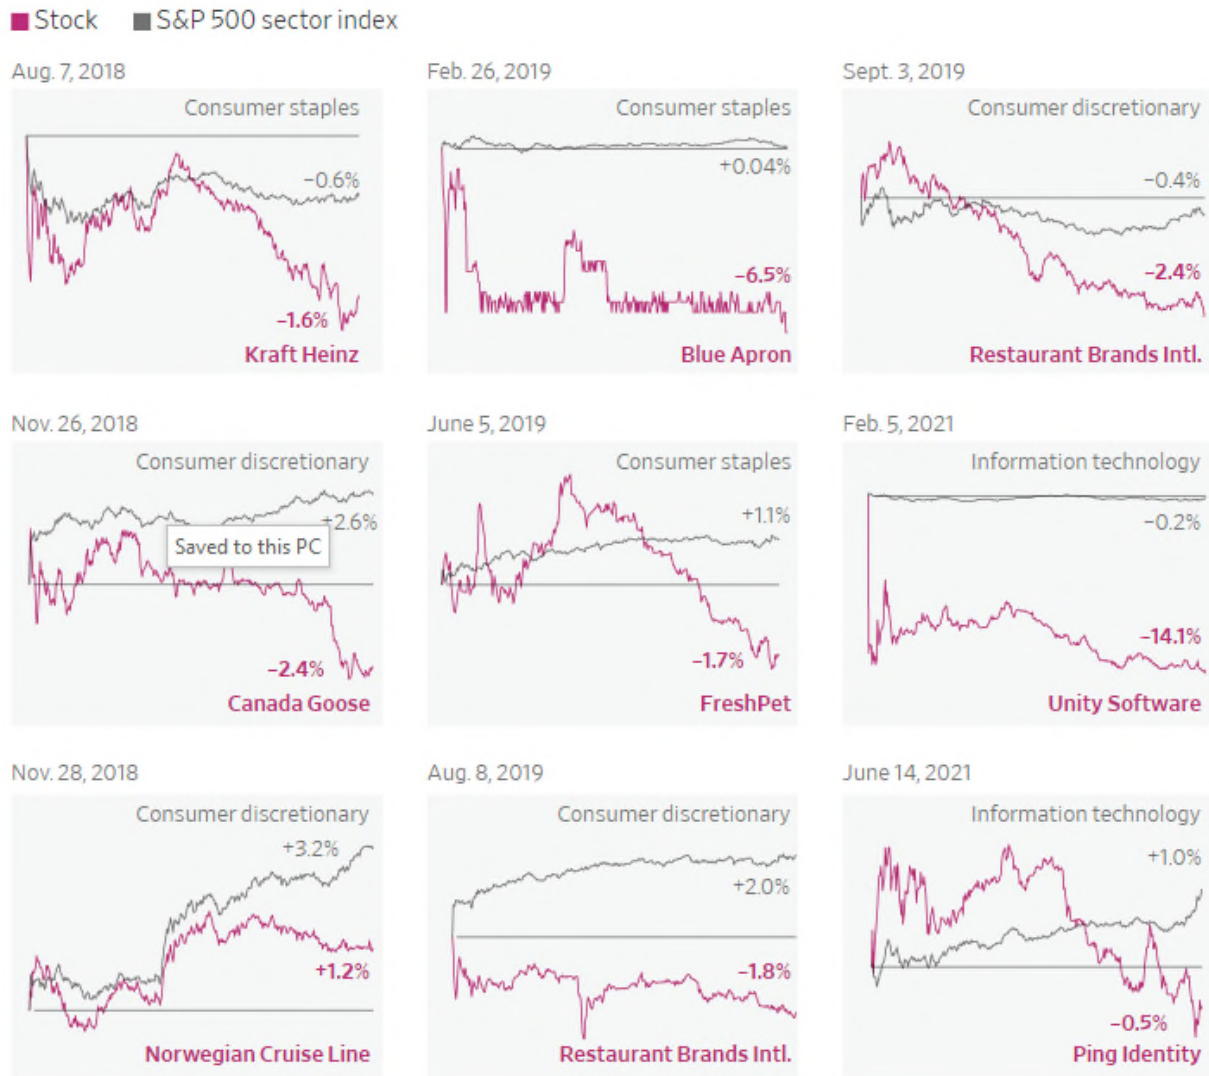 Stock S&P 500 sector index
Aug. 7, 2018
Consumer staples
−0.6%
−1.6%
Kraft Heinz
Feb. 26, 2019
Consumer staples
+0.04%
−6.5%
Blue Apron
Sept. 3, 2019
Consumer discretionary
−0.4%
−2.4%
Restaurant Brands Intl.
Nov. 26, 2018
Consumer discretionary
+2.6%
Saved to this PC
−2.4%
Canada Goose
June 5, 2019
Consumer staples
+1.1%
−1.7%
FreshPet
Feb. 5, 2021
Information technology
−0.2%
-14.1%
Unity Software
Nov. 28, 2018
Consumer discretionary
+3.2%
+1.2%
Norwegian Cruise Line
Aug. 8, 2019
Consumer discretionary
+2.0%
−1.8%
Restaurant Brands Intl.
June 14, 2021
Information technology
+1.0%
−0.5%
Ping Identity